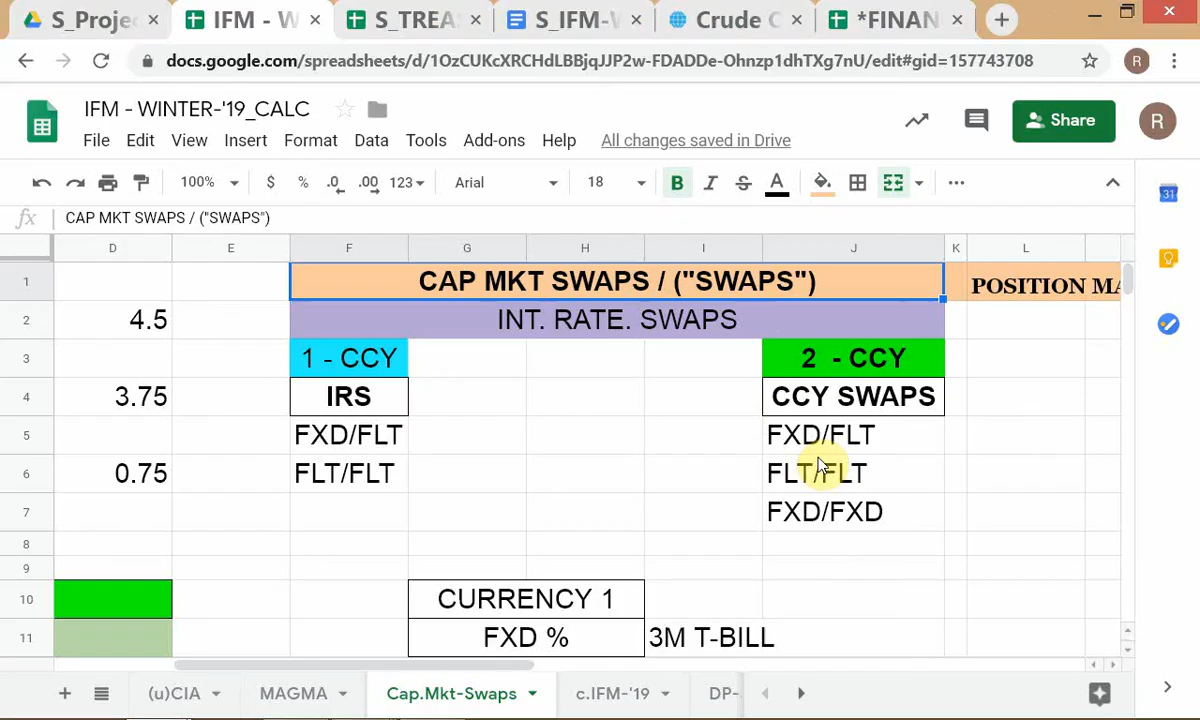 S_Proje
IFM - W
S_TREAS
S_IFM-W
Crude C
*FINAN
docs.google.com/spreadsheets/d/1OzCUKcXRCHdLBBjqJJP2w-FDADDe-Ohnzp1dhTXg7nU/edit#gid=157743708
R
IFM - WINTER-'19_CALC
File Edit View Insert Format Data Tools Add-ons Help All changes saved in Drive
Share
R
100% $ % .0 .00 123 Arial 18 B I S A
31
fx CAP MKT SWAPS / ("SWAPS")
D E F G H I J K L
1 CAP MKT SWAPS / ("SWAPS") POSITION MA
2 4.5 INT. RATE. SWAPS
3 1 - CCY 2 - CCY
4 3.75 IRS CCY SWAPS
5 FXD/FLT FXD/FLT
6 0.75 FLT/FLT FLT/FLT
7 FXD/FXD
8
9
10 CURRENCY 1
11 FXD % 3M T-BILL
(u)CIA MAGMA Cap.Mkt-Swaps c.IFM-'19 DP-